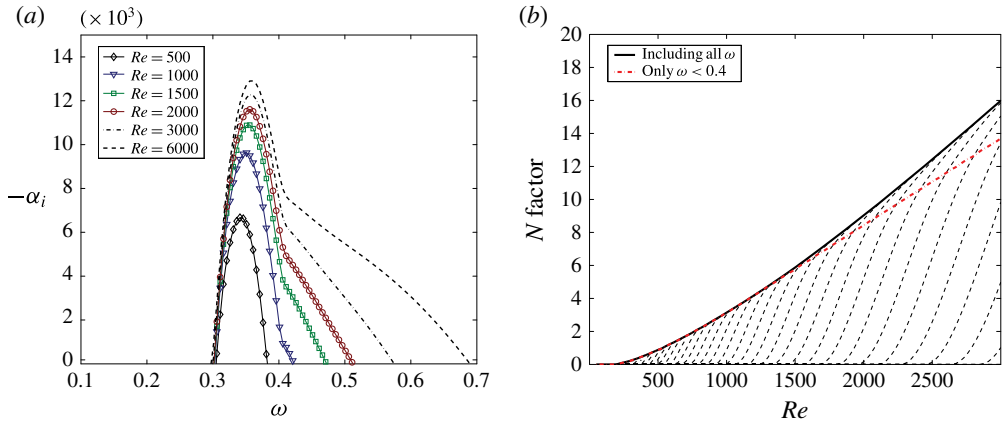 (a)
(× 10³)
14
12
10
8
6
4
2
0
−αᵢ
Re = 500
Re = 1000
Re = 1500
Re = 2000
Re = 3000
Re = 6000
0.1
0.2
0.3
0.4
0.5
0.6
0.7
ω
(b)
20
18
16
14
12
10
8
6
4
2
0
N factor
Including all ω
Only ω < 0.4
500
1000
1500
2000
2500
Re